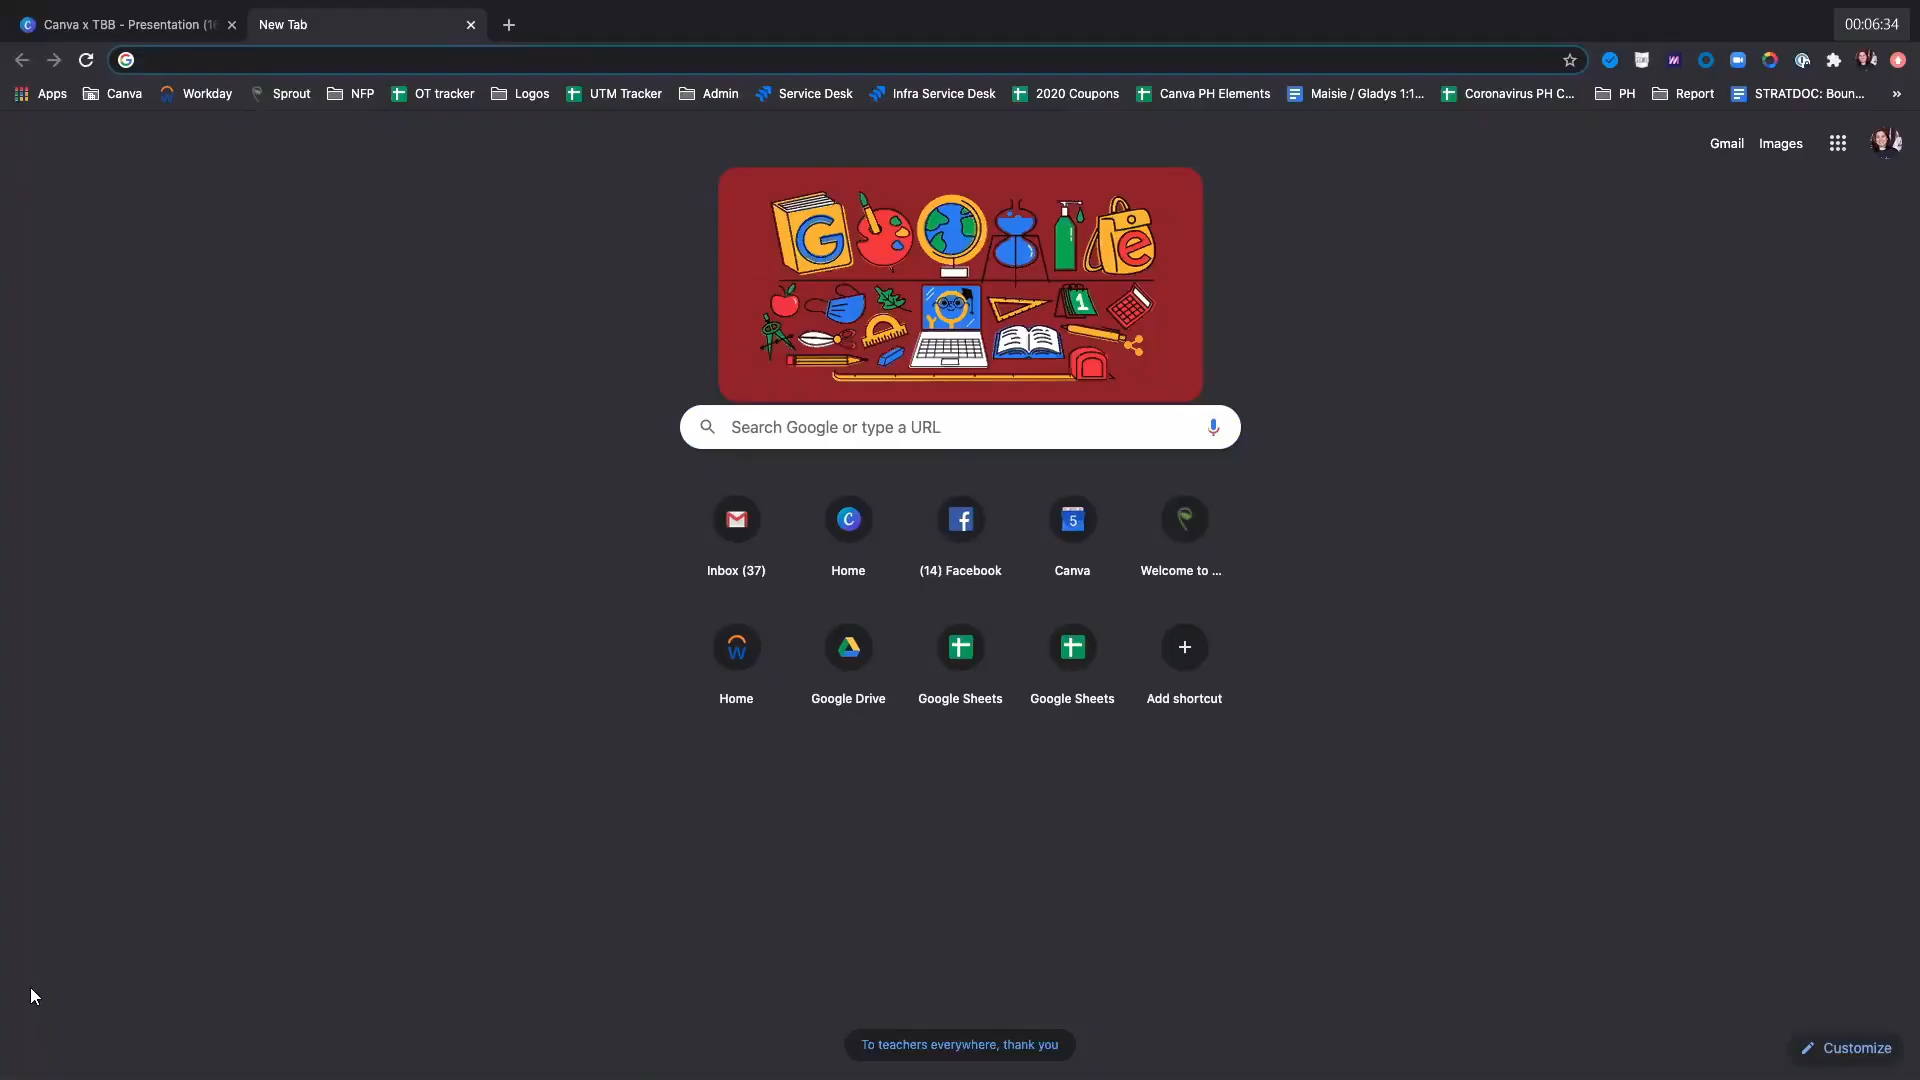 Canva x TBB - Presentation (16
New Tab
00:06:34
Apps
Canva
Workday
Sprout
NFP
OT tracker
Logos
UTM Tracker
Admin
Service Desk
Infra Service Desk
2020 Coupons
Canva PH Elements
Maisie / Gladys 1:1...
Coronavirus PH C...
PH
Report
STRATDOC: Boun...
»
Gmail
Images
G
e
1
Search Google or type a URL
5
Inbox (37)
Home
(14) Facebook
Canva
Welcome to ...
Home
Google Drive
Google Sheets
Google Sheets
Add shortcut
To teachers everywhere, thank you
Customize